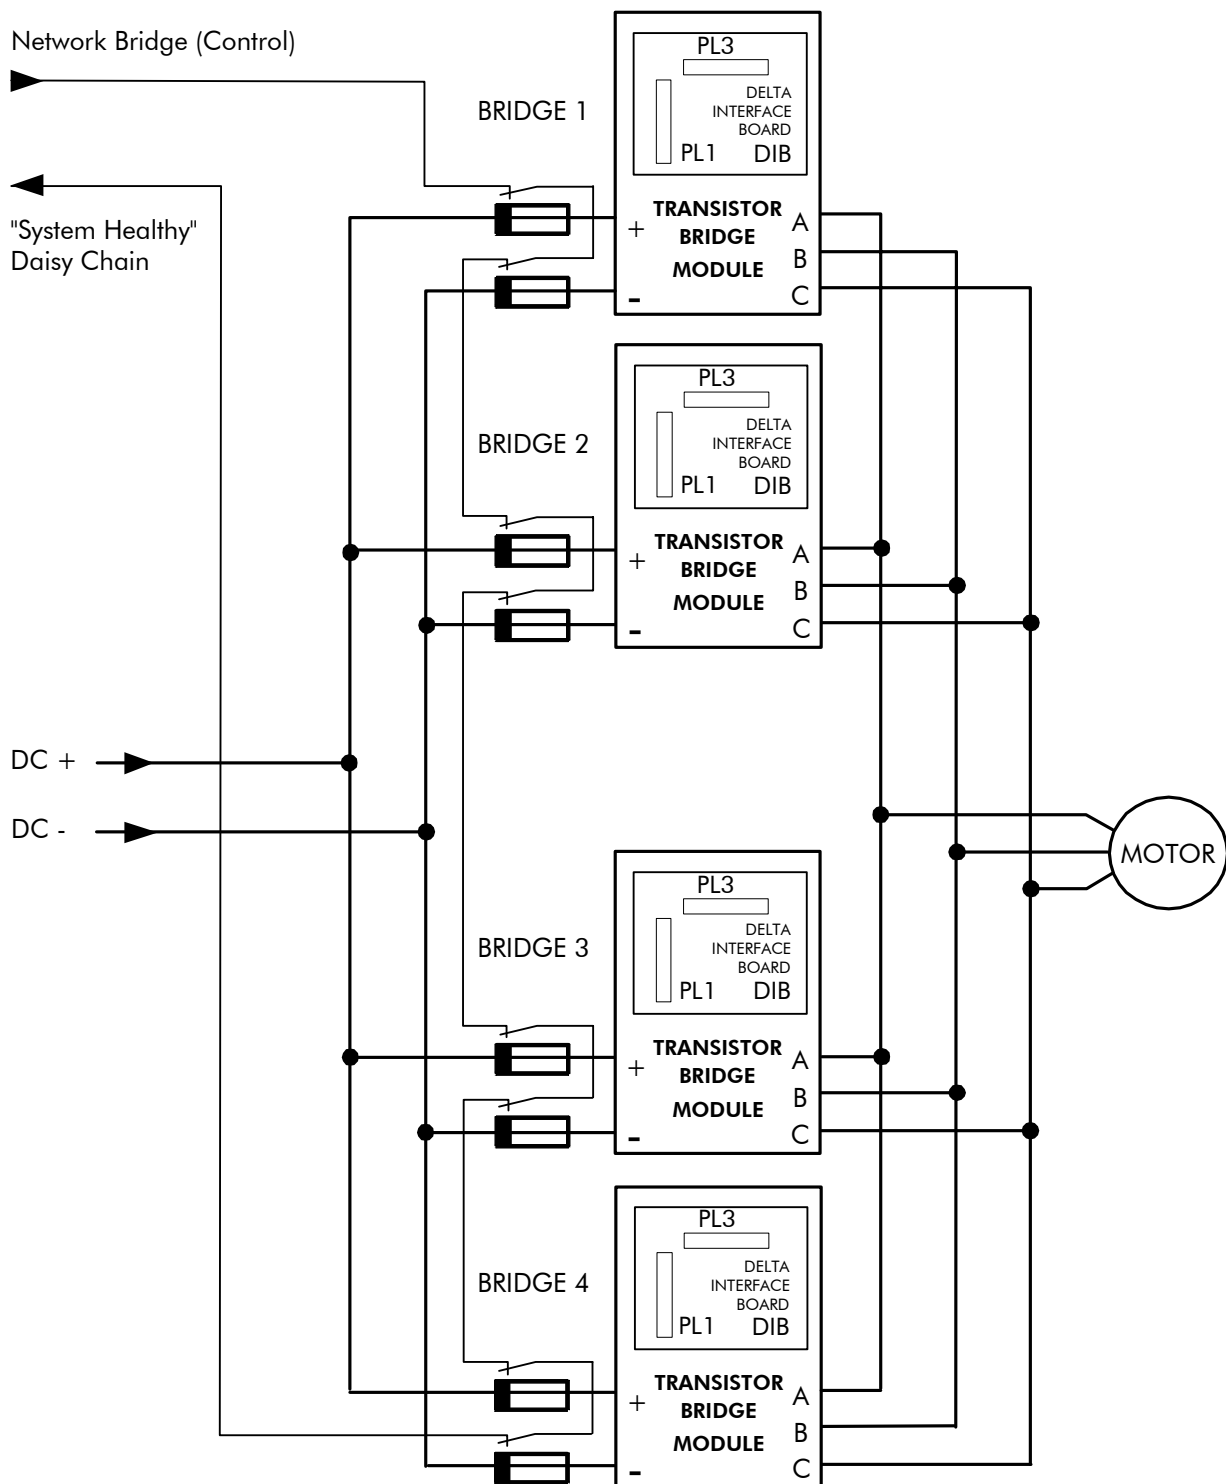 Network Bridge (Control)
"System Healthy"
Daisy Chain
BRIDGE 1
PL3
DELTA
INTERFACE
BOARD
PL1 DIB
TRANSISTOR
BRIDGE
MODULE
+
-
A
B
C
BRIDGE 2
PL3
DELTA
INTERFACE
BOARD
PL1 DIB
TRANSISTOR
BRIDGE
MODULE
+
-
A
B
C
DC +
DC -
MOTOR
BRIDGE 3
PL3
DELTA
INTERFACE
BOARD
PL1 DIB
TRANSISTOR
BRIDGE
MODULE
+
-
A
B
C
BRIDGE 4
PL3
DELTA
INTERFACE
BOARD
PL1 DIB
TRANSISTOR
BRIDGE
MODULE
+
-
A
B
C